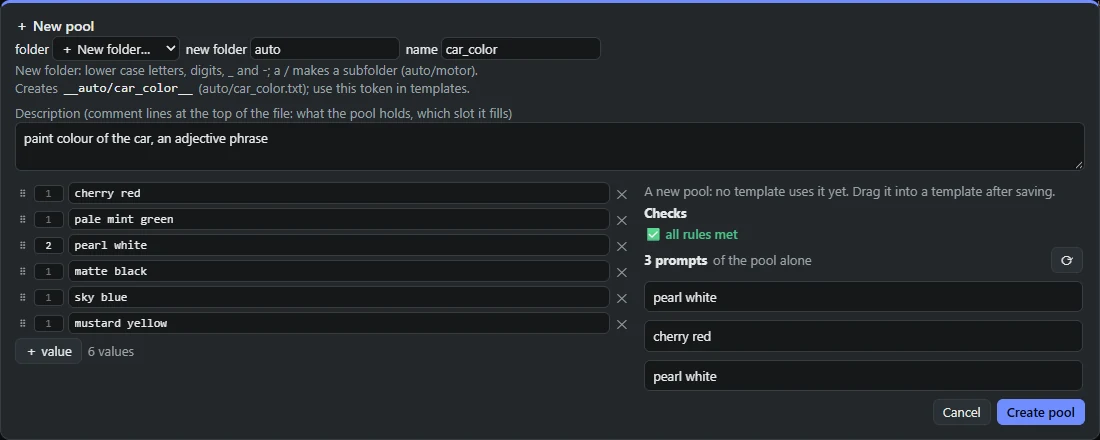 + New pool
folder + New folder... new folder auto name car_color
New folder: lower case letters, digits, _ and -; a / makes a subfolder (auto/motor).
Creates __auto/car_color__ (auto/car_color.txt); use this token in templates.
Description (comment lines at the top of the file: what the pool holds, which slot it fills)
paint colour of the car, an adjective phrase
1 cherry red
1 pale mint green
2 pearl white
1 matte black
1 sky blue
1 mustard yellow
+ value 6 values
A new pool: no template uses it yet. Drag it into a template after saving.
Checks
✅ all rules met
3 prompts of the pool alone
pearl white
cherry red
pearl white
Cancel Create pool